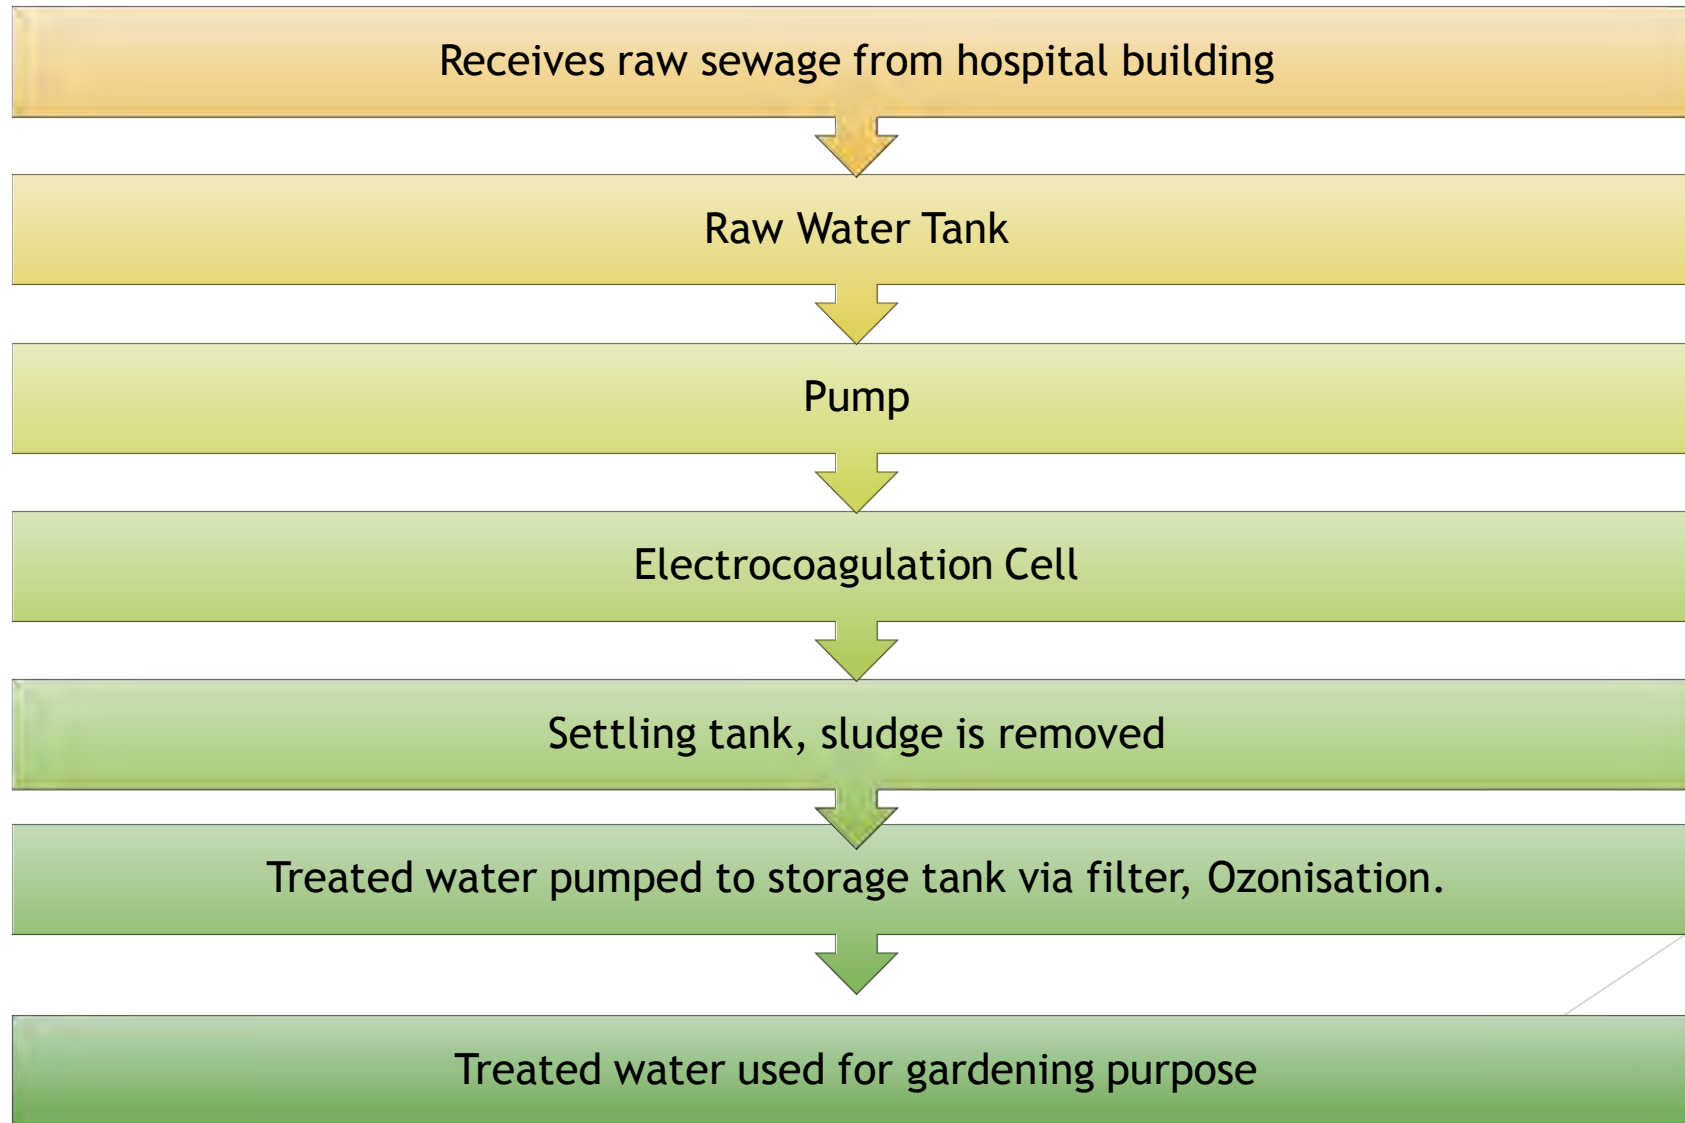 Receives raw sewage from hospital building
Raw Water Tank
Pump
Electrocoagulation Cell
Settling tank, sludge is removed
Treated water pumped to storage tank via filter, Ozonisation.
Treated water used for gardening purpose